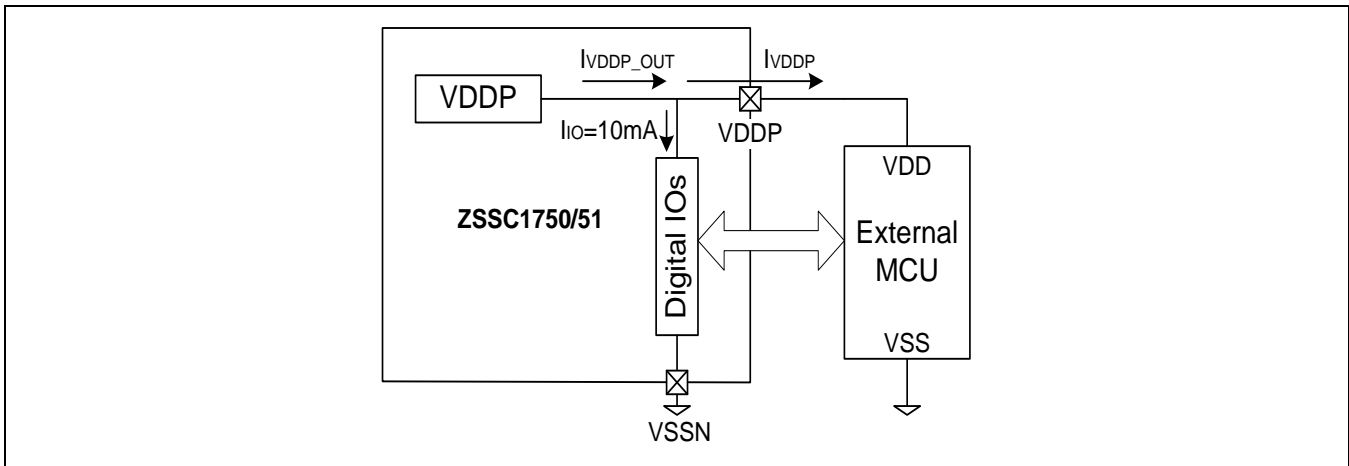 IVDDP_OUT
IVDDP
VDDP
IIO=10mA
VDDP
VDD
ZSSC1750/51
Digital IOs
External
MCU
VSS
VSSN